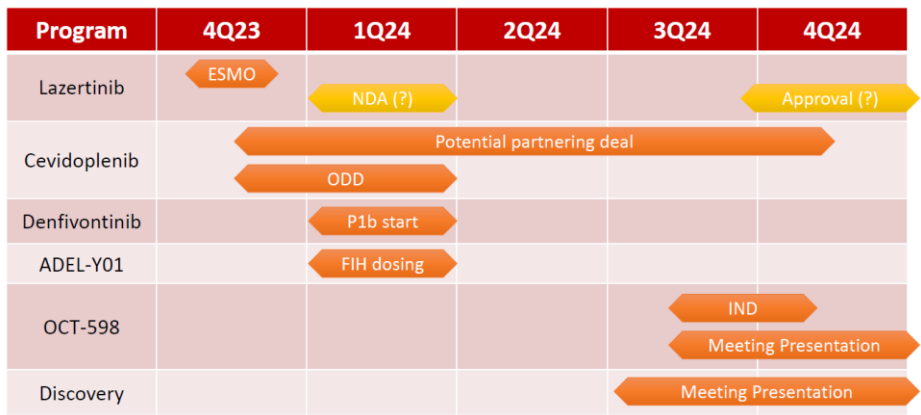 Program 4Q23 1Q24 2Q24 3Q24 4Q24
Lazertinib
ESMO
NDA (?) Approval (?)
Cevidoplenib
Potential partnering deal
ODD
Denfivontinib P1b start
ADEL-Y01 FIH dosing
OCT-598
IND
Meeting Presentation
Discovery Meeting Presentation